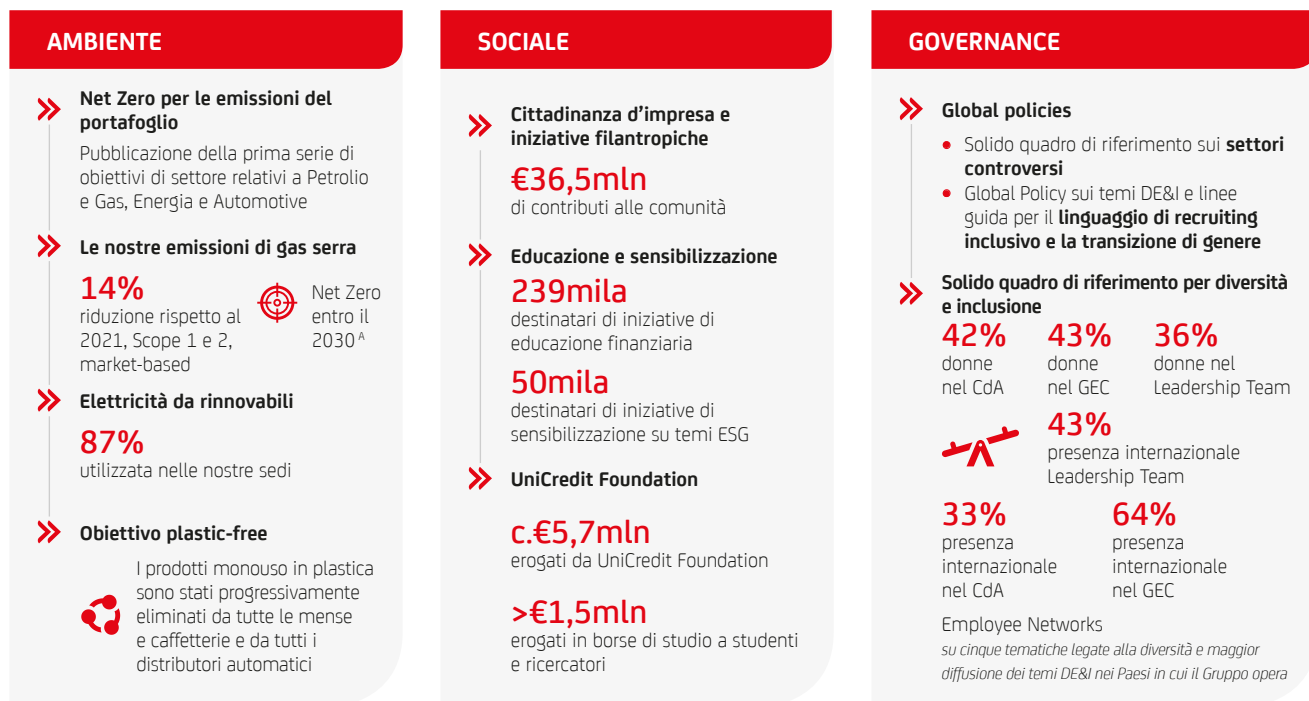 AMBIENTE
Net Zero per le emissioni del
portafoglio
Pubblicazione della prima serie di
obiettivi di settore relativi a Petrolio
e Gas, Energia e Automotive
Le nostre emissioni di gas serra
14%
riduzione rispetto al
2021, Scope 1 e 2,
market-based
Net Zero
entro il
2030 A
Elettricità da rinnovabili
87%
utilizzata nelle nostre sedi
Obiettivo plastic-free
I prodotti monouso in plastica
sono stati progressivamente
eliminati da tutte le mense
e caffetterie e da tutti i
distributori automatici
SOCIALE
Cittadinanza d’impresa e
iniziative filantropiche
€36,5mln
di contributi alle comunità
Educazione e sensibilizzazione
239mila
destinatari di iniziative di
educazione finanziaria
50mila
destinatari di iniziative di
sensibilizzazione su temi ESG
UniCredit Foundation
c.€5,7mln
erogati da UniCredit Foundation
>€1,5mln
erogati in borse di studio a studenti
e ricercatori
GOVERNANCE
Global policies
• Solido quadro di riferimento sui settori
controversi
• Global Policy sui temi DE&I e linee
guida per il linguaggio di recruiting
inclusivo e la transizione di genere
Solido quadro di riferimento per diversità
e inclusione
42%
donne
nel CdA
43%
donne
nel GEC
36%
donne nel
Leadership Team
43%
presenza internazionale
Leadership Team
33%
presenza
internazionale
nel CdA
64%
presenza
internazionale
nel GEC
Employee Networks
su cinque tematiche legate alla diversità e maggior
diffusione dei temi DE&I nei Paesi in cui il Gruppo opera